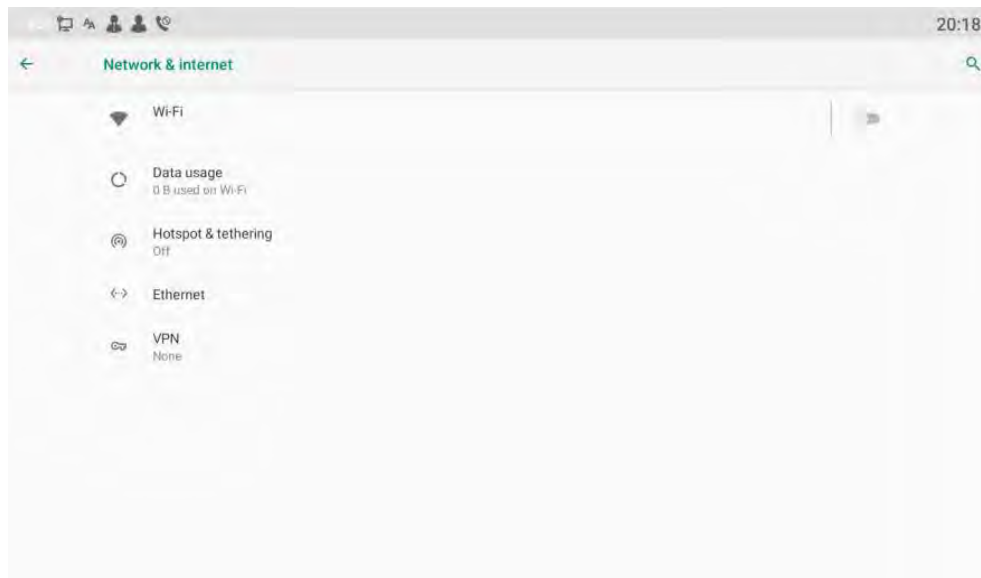 20:18
Network & internet
Wi-Fi
Data usage
0 B used on Wi-Fi
Hotspot & tethering
Off
Ethernet
VPN
None